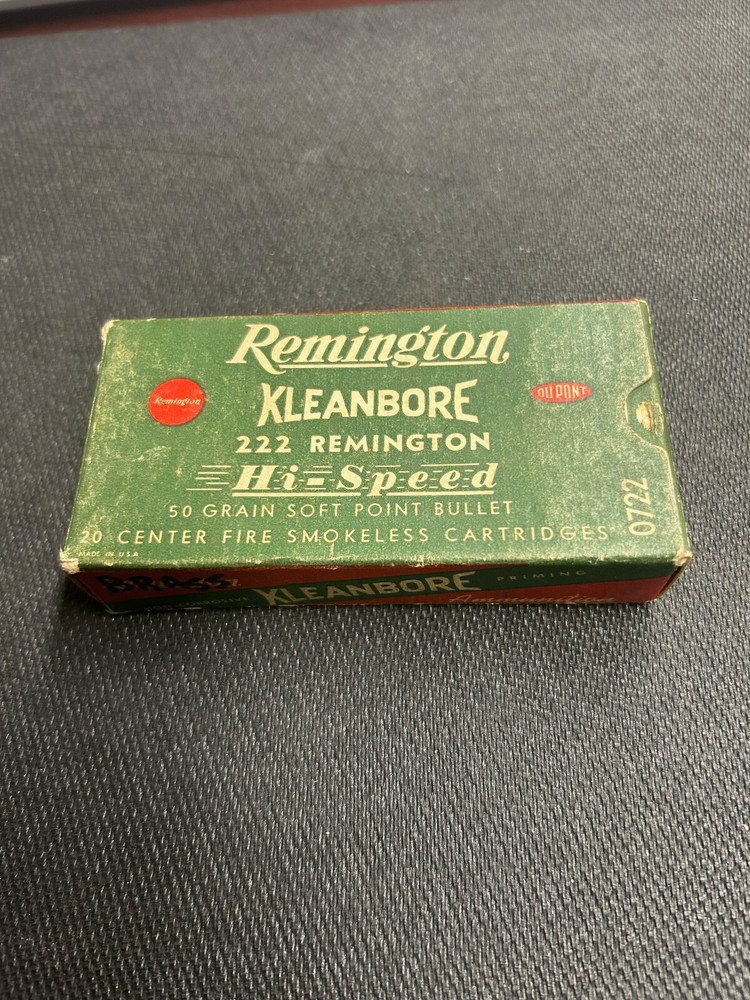 Remington
KLEANBORE
Remington
DU PONT
222 REMINGTON
Hi-Speed
50 GRAIN SOFT POINT BULLET
20 CENTER FIRE SMOKELESS CARTRIDGES
0722
MADE IN U.S.A
BRASS
KLEANBORE PRIMING
Ammunition